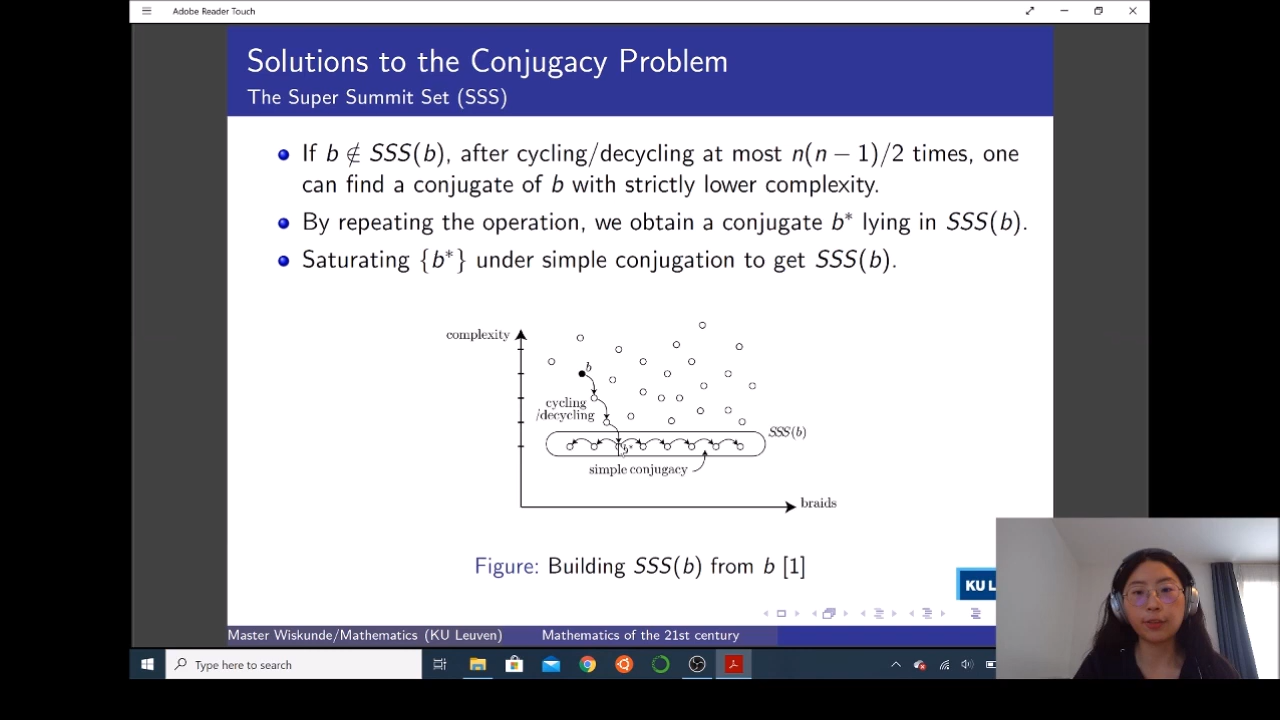 Adobe Reader Touch
Solutions to the Conjugacy Problem
The Super Summit Set (SSS)
If b ∉ SSS(b), after cycling/decycling at most n(n − 1)/2 times, one
can find a conjugate of b with strictly lower complexity.
By repeating the operation, we obtain a conjugate b* lying in SSS(b).
Saturating {b*} under simple conjugation to get SSS(b).
complexity
b
cycling
/decycling
SSS(b)
b*
simple conjugacy
braids
Figure: Building SSS(b) from b [1]
KU L
Master Wiskunde/Mathematics (KU Leuven) Mathematics of the 21st century
Type here to search